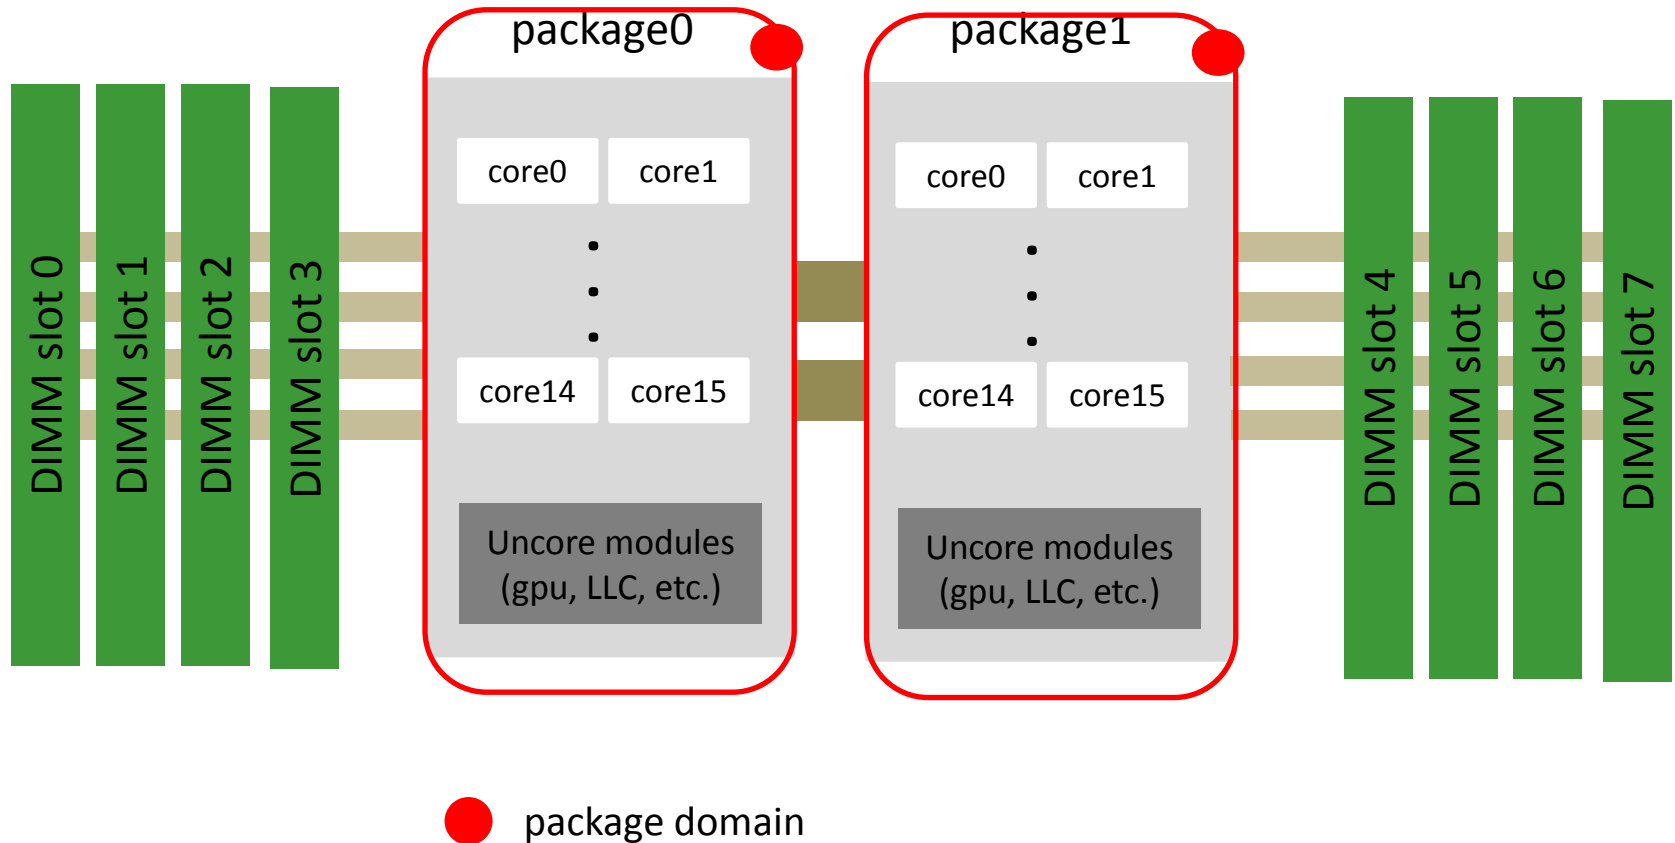 package0
package1
DIMM slot 0
DIMM slot 1
DIMM slot 2
DIMM slot 3
core0
core1
core14
core15
Uncore modules
(gpu, LLC, etc.)
core0
core1
core14
core15
Uncore modules
(gpu, LLC, etc.)
DIMM slot 4
DIMM slot 5
DIMM slot 6
DIMM slot 7
package domain